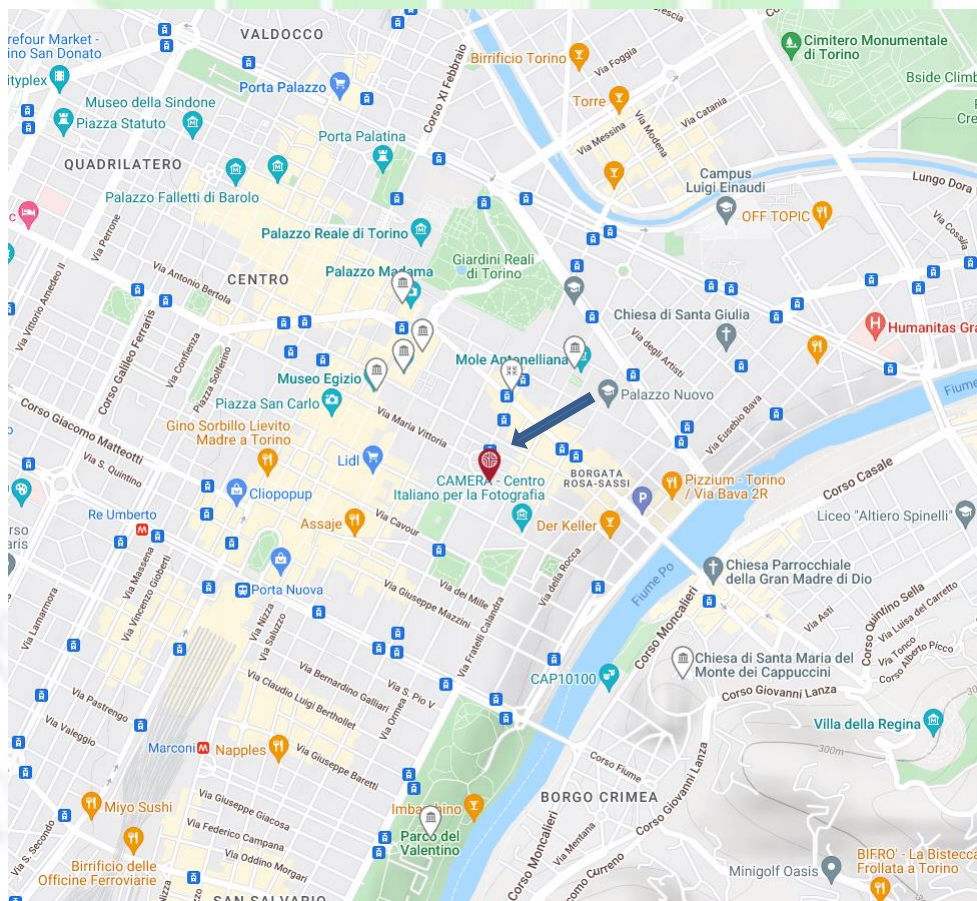 VALDOCCO
refour Market -
ino San Donato
ityplex
Museo della Sindone
Piazza Statuto
Porta Palazzo
Corso XI Febbraio
Birrificio Torino
Via Foggia
Cimitero Monumentale
di Torino
Bside Climb
Cre
Torre
Via Catania
Via Messina
Via Modena
Porta Palatina
QUADRILATERO
Palazzo Falletti di Barolo
Campus
Luigi Einaudi
Lungo Dora
OFF TOPIC
Via Cossila
c
Via Perrone
Palazzo Reale di Torino
Giardini Reali
di Torino
Via Antonio Bertola
CENTRO
Palazzo Madama
Via Vittorio Amedeo II
Corso Galileo Ferraris
Via Confienza
Piazza Solferino
Chiesa di Santa Giulia
H
Humanitas Gra
Via degli Artisti
Mole Antonelliana
Museo Egizio
Piazza San Carlo
Palazzo Nuovo
Fiume
Corso Giacomo Matteotti
Gino Sorbillo Lievito
Madre a Torino
Via Maria Vittoria
Via Eusebio Bava
Corso Casale
Via S. Quintino
Lidl
CAMERA - Centro
Italiano per la Fotografia
BORGATA
ROSA-SASSI
Pizzium - Torino
/ Via Bava 2R
P
Cliopopup
Re Umberto
M
Assaje
Via Cavour
Der Keller
Liceo "Altiero Spinelli"
orso
aris
Via Massena
Via Vincenzo Gioberti
Via della Rocca
Chiesa Parrocchiale
della Gran Madre di Dio
Fiume Po
Porta Nuova
Via dei Mille
Via Giuseppe Mazzini
Via Lamarmora
Via Nizza
Via Saluzzo
Via Fratelli Calandra
Corso Moncalieri
Via Asti
Corso Quintino Sella
Via Luisa del Carretto
Via Tonco
Corso Alberto Picco
Via Bernardino Galliari
Via S. Pio V
Via Claudio Luigi Berthollet
Via Ormea
CAP10100
Chiesa di Santa Maria del
Monte dei Cappuccini
Corso Giovanni Lanza
Via Pastrengo
Via Valeggio
Villa della Regina
300m
Marconi
M
Napples
Via Giuseppe Baretti
Corso Fiume
Corso Giovanni Lanza
Miyo Sushi
Via Giuseppe Giacosa
Imbarchino
BORGO CRIMEA
Parco del
Valentino
Via S. Secondo
Via Federico Campana
Via Oddino Morgari
Birrificio delle
Officine Ferroviarie
Corso Moncalieri
Via Mentana
como Curreno
Minigolf Oasis
BIFRO' - La Bistecca
Frollata a Torino
Nizza
SAN SALVARIO